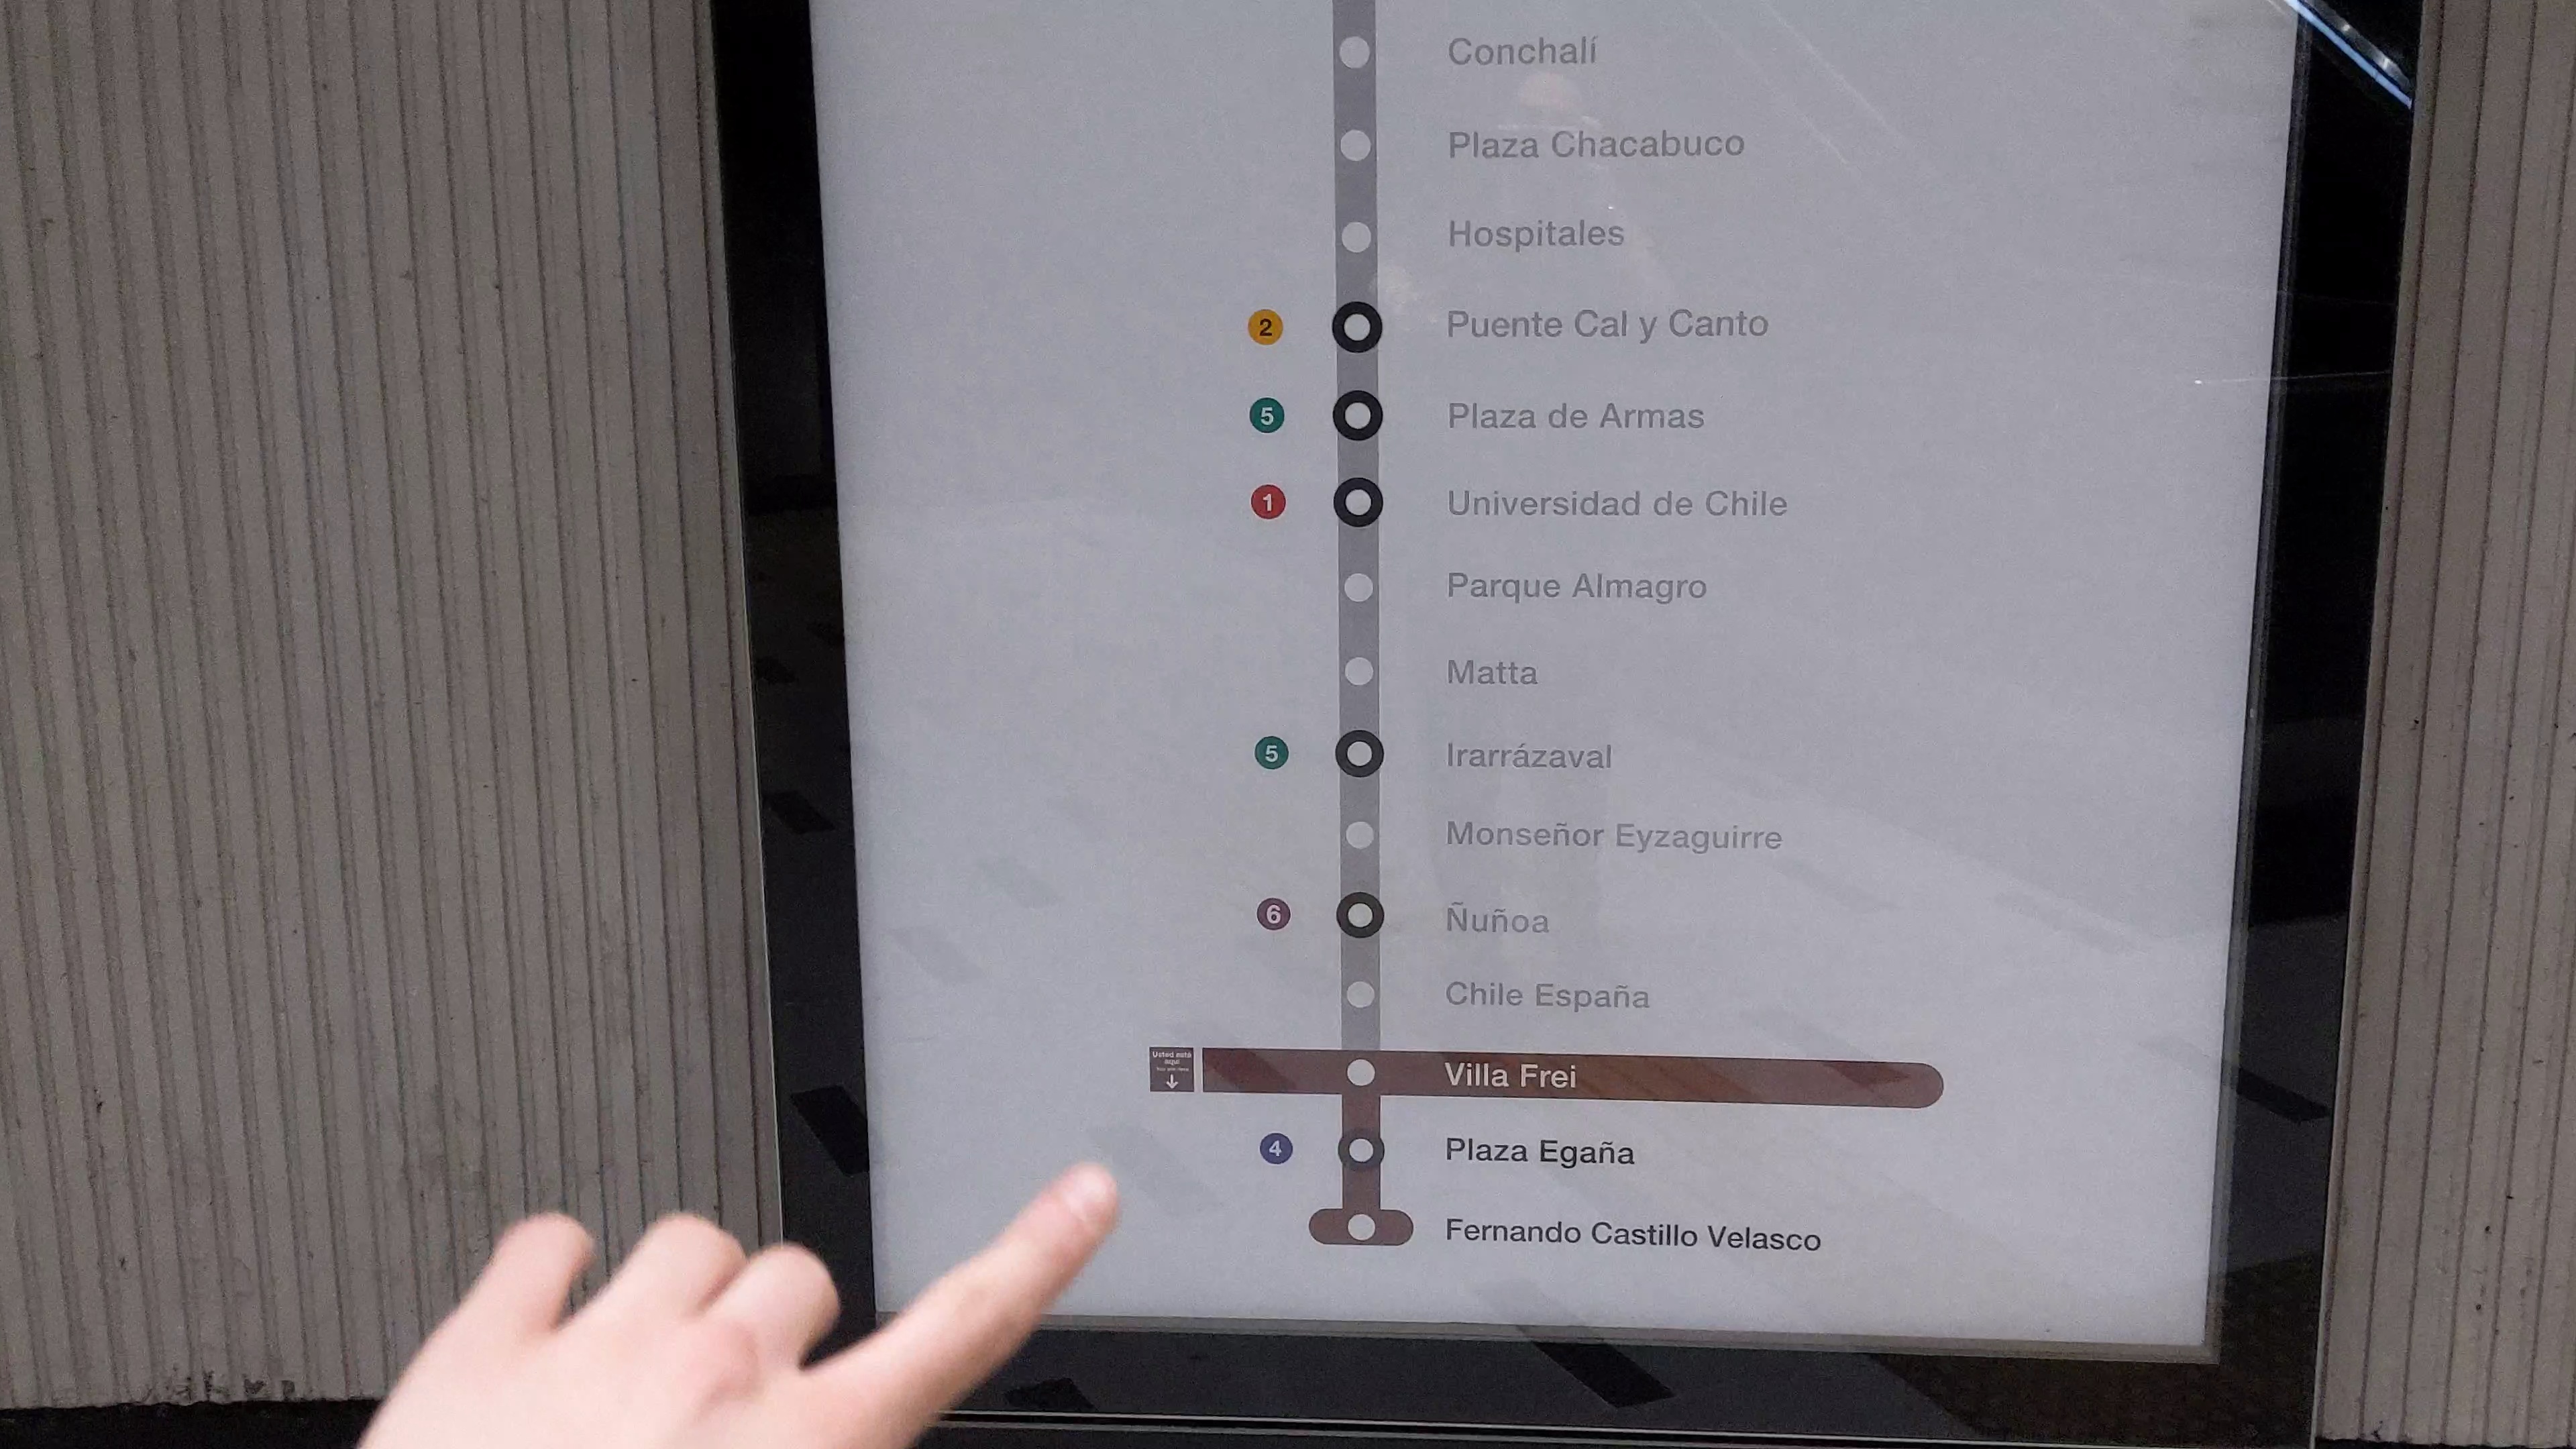 Conchalí
Plaza Chacabuco
Hospitales
2 Puente Cal y Canto
5 Plaza de Armas
1 Universidad de Chile
Parque Almagro
Matta
5 Irarrázaval
Monseñor Eyzaguirre
6 Ñuñoa
Chile España
Usted está
aquí
Villa Frei
4 Plaza Egaña
Fernando Castillo Velasco